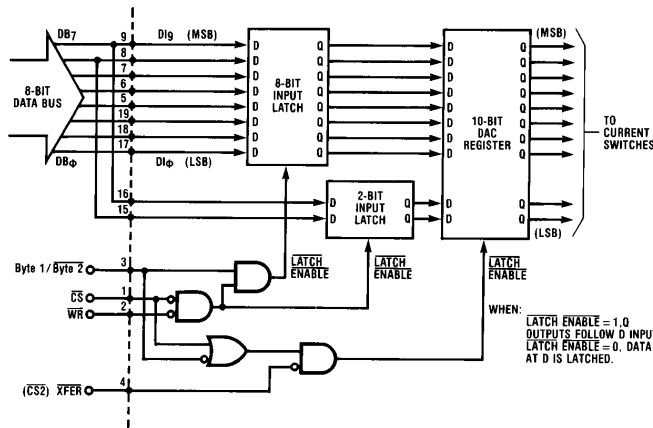 DB7 9 DI9 (MSB)
8
7
6
5
19
18
17
DBΦ DIΦ (LSB)
8-BIT
DATA BUS
D Q
D Q
D Q
D Q
D Q
D Q
D Q
D Q
8-BIT
INPUT
LATCH
D Q
D Q
D Q
D Q
D Q
D Q
D Q
D Q
10-BIT
DAC
REGISTER
(MSB)
TO
CURRENT
SWITCHES
16
15
D Q
D Q
2-BIT
INPUT
LATCH
D Q
D Q
(LSB)
Byte 1/Byte 2 3
LATCH
ENABLE
LATCH
ENABLE
LATCH
ENABLE
CS 1
WR 2
WHEN:
LATCH ENABLE = 1, Q
OUTPUTS FOLLOW D INPUT
LATCH ENABLE = 0, DATA
AT D IS LATCHED.
(CS2) XFER 4